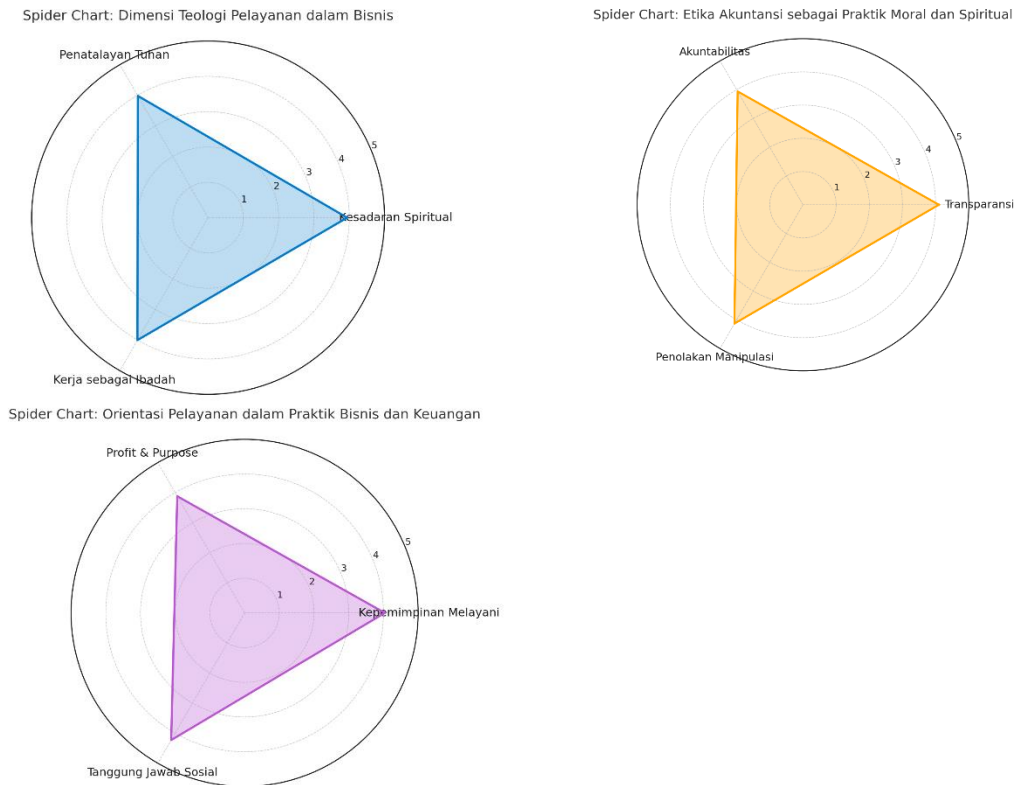 Spider Chart: Dimensi Teologi Pelayanan dalam Bisnis
Penatalayan Tuhan
5
4
3
2
1
Kesadaran Spiritual
Kerja sebagai Ibadah
Spider Chart: Etika Akuntansi sebagai Praktik Moral dan Spiritual
Akuntabilitas
5
4
3
2
1
Transparansi
Penolakan Manipulasi
Spider Chart: Orientasi Pelayanan dalam Praktik Bisnis dan Keuangan
Profit & Purpose
5
4
3
2
1
Kepemimpinan Melayani
Tanggung Jawab Sosial